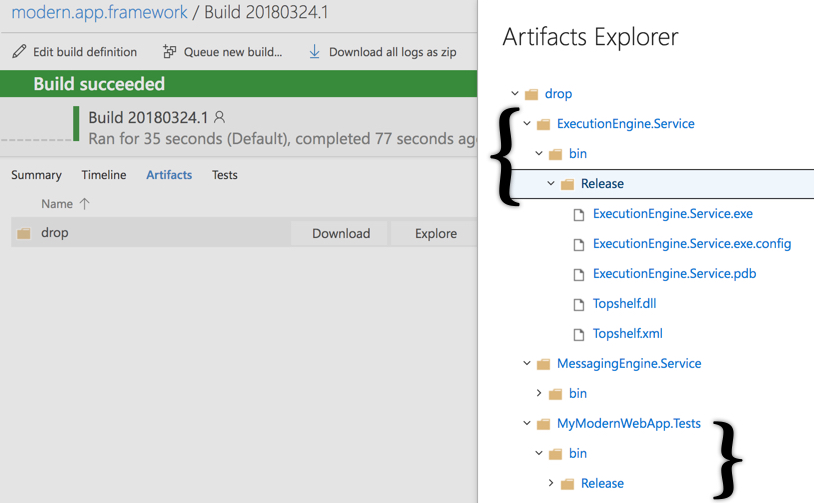 modern.app.framework / Build 20180324.1
Edit build definition
Queue new build...
Download all logs as zip
Build succeeded
Build 20180324.1
Ran for 35 seconds (Default), completed 77 seconds ag
Summary
Timeline
Artifacts
Tests
Name
drop
Download
Explore
Artifacts Explorer
drop
ExecutionEngine.Service
bin
Release
ExecutionEngine.Service.exe
ExecutionEngine.Service.exe.config
ExecutionEngine.Service.pdb
Topshelf.dll
Topshelf.xml
MessagingEngine.Service
bin
MyModernWebApp.Tests
bin
Release